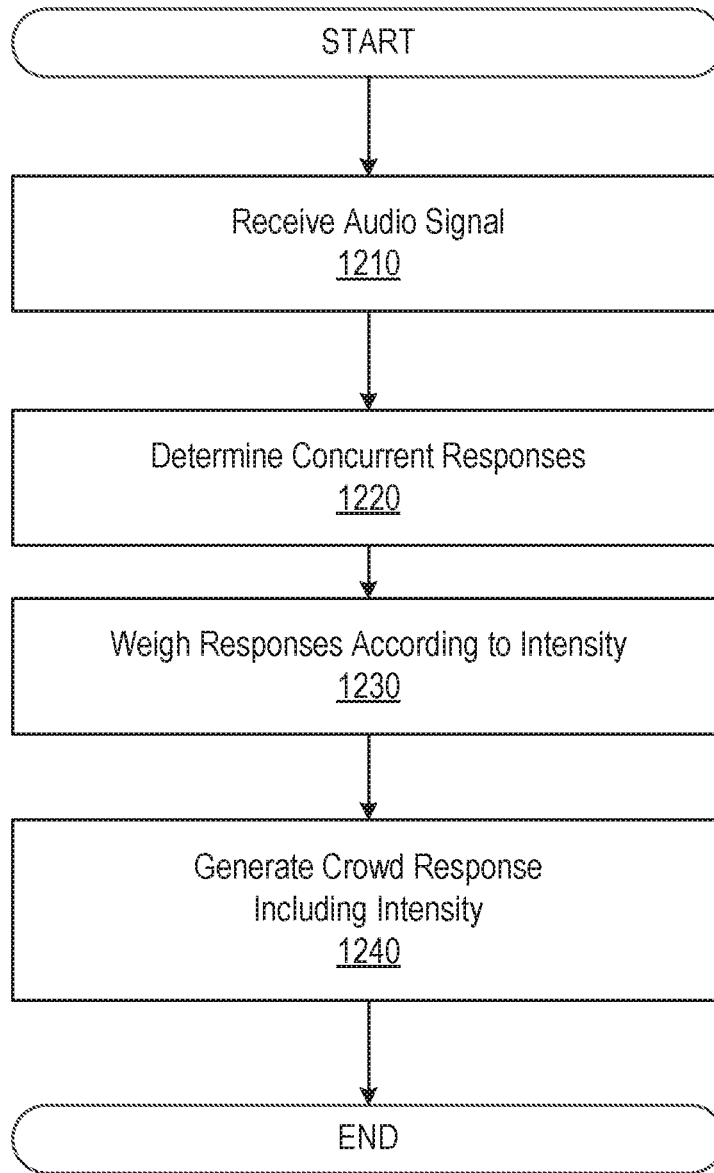 START
Receive Audio Signal
1210
Determine Concurrent Responses
1220
Weigh Responses According to Intensity
1230
Generate Crowd Response
Including Intensity
1240
END